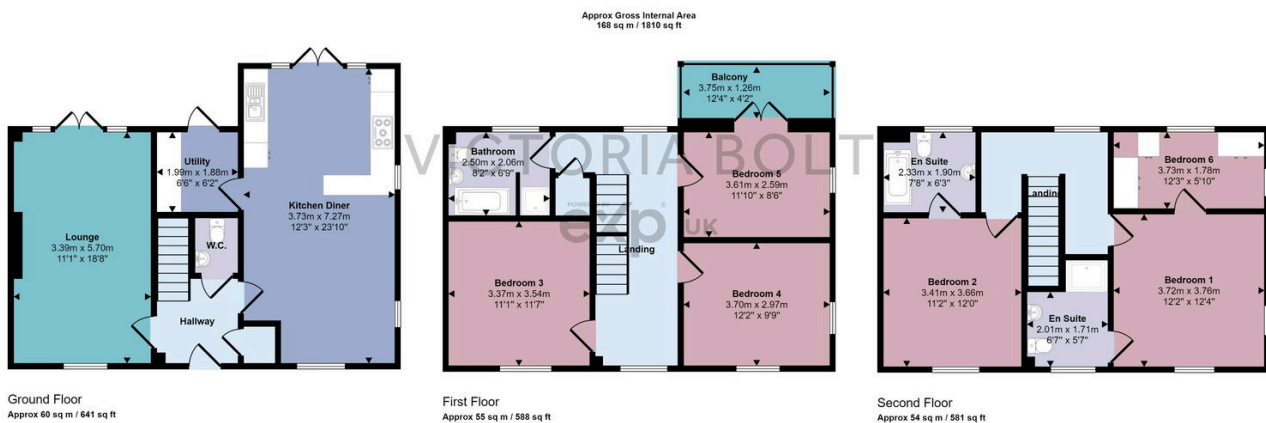 Approx Gross Internal Area
168 sq m / 1810 sq ft
VICTORIA BOLT
POWERED BY
exp UK
Lounge
3.39m x 5.70m
11'1" x 18'8"
Utility
1.99m x 1.88m
6'6" x 6'2"
W.C.
Hallway
Kitchen Diner
3.73m x 7.27m
12'3" x 23'10"
Ground Floor
Approx 60 sq m / 641 sq ft
Balcony
3.75m x 1.26m
12'4" x 4'2"
Bathroom
2.50m x 2.06m
8'2" x 6'9"
Bedroom 5
3.61m x 2.59m
11'10" x 8'6"
Landing
Bedroom 3
3.37m x 3.54m
11'1" x 11'7"
Bedroom 4
3.70m x 2.97m
12'2" x 9'9"
First Floor
Approx 55 sq m / 588 sq ft
En Suite
2.33m x 1.90m
7'8" x 6'3"
Landing
Bedroom 6
3.73m x 1.78m
12'3" x 5'10"
Bedroom 2
3.41m x 3.66m
11'2" x 12'0"
Bedroom 1
3.72m x 3.76m
12'2" x 12'4"
En Suite
2.01m x 1.71m
6'7" x 5'7"
Second Floor
Approx 54 sq m / 581 sq ft